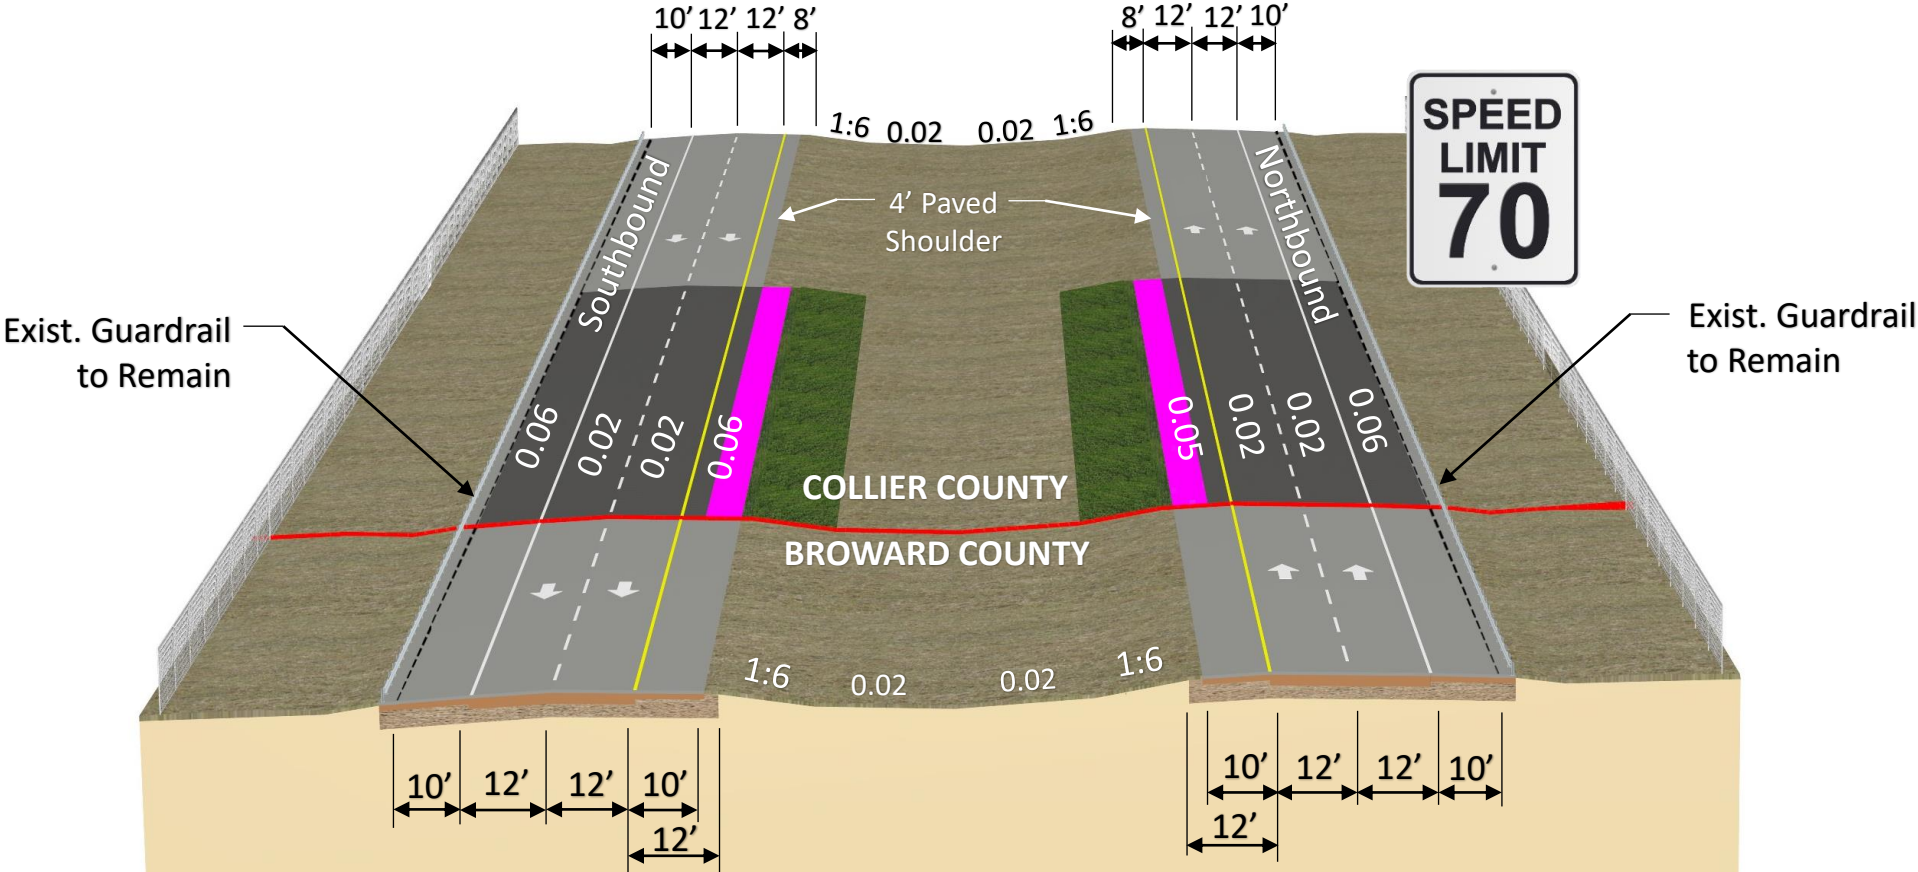 10’ 12’ 12’ 8’
8’ 12’ 12’ 10’
1:6 0.02 0.02 1:6
SPEED
LIMIT
70
Southbound
Northbound
4’ Paved
Shoulder
Exist. Guardrail
to Remain
Exist. Guardrail
to Remain
0.06 0.02 0.02 0.06
0.05 0.02 0.02 0.06
COLLIER COUNTY
BROWARD COUNTY
1:6 0.02 0.02 1:6
10’ 12’ 12’ 10’
12’
10’ 12’ 12’ 10’
12’